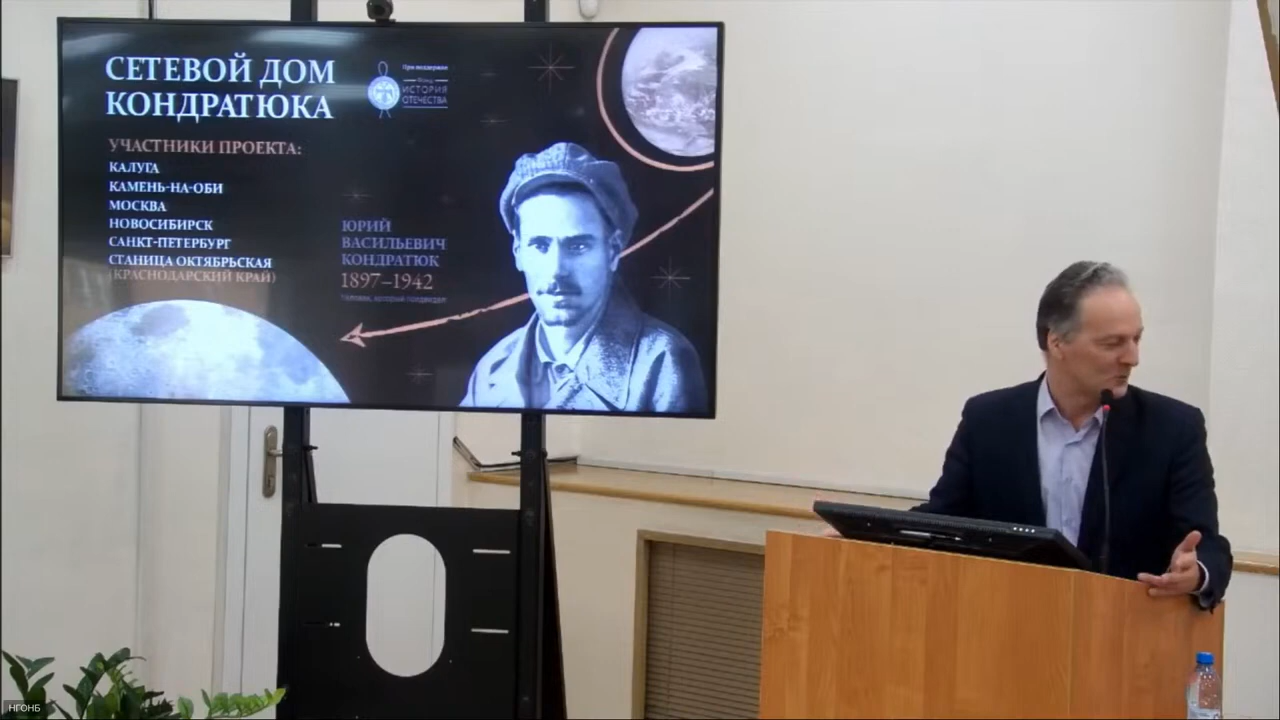 СЕТЕВОЙ ДОМ
КОНДРАТЮКА
При поддержке
Фонд
ИСТОРИЯ
ОТЕЧЕСТВА
УЧАСТНИКИ ПРОЕКТА:
КАЛУГА
КАМЕНЬ-НА-ОБИ
МОСКВА
НОВОСИБИРСК
САНКТ-ПЕТЕРБУРГ
СТАНИЦА ОКТЯБРЬСКАЯ
(КРАСНОДАРСКИЙ КРАЙ)
ЮРИЙ
ВАСИЛЬЕВИЧ
КОНДРАТЮК
1897–1942
НГОНБ